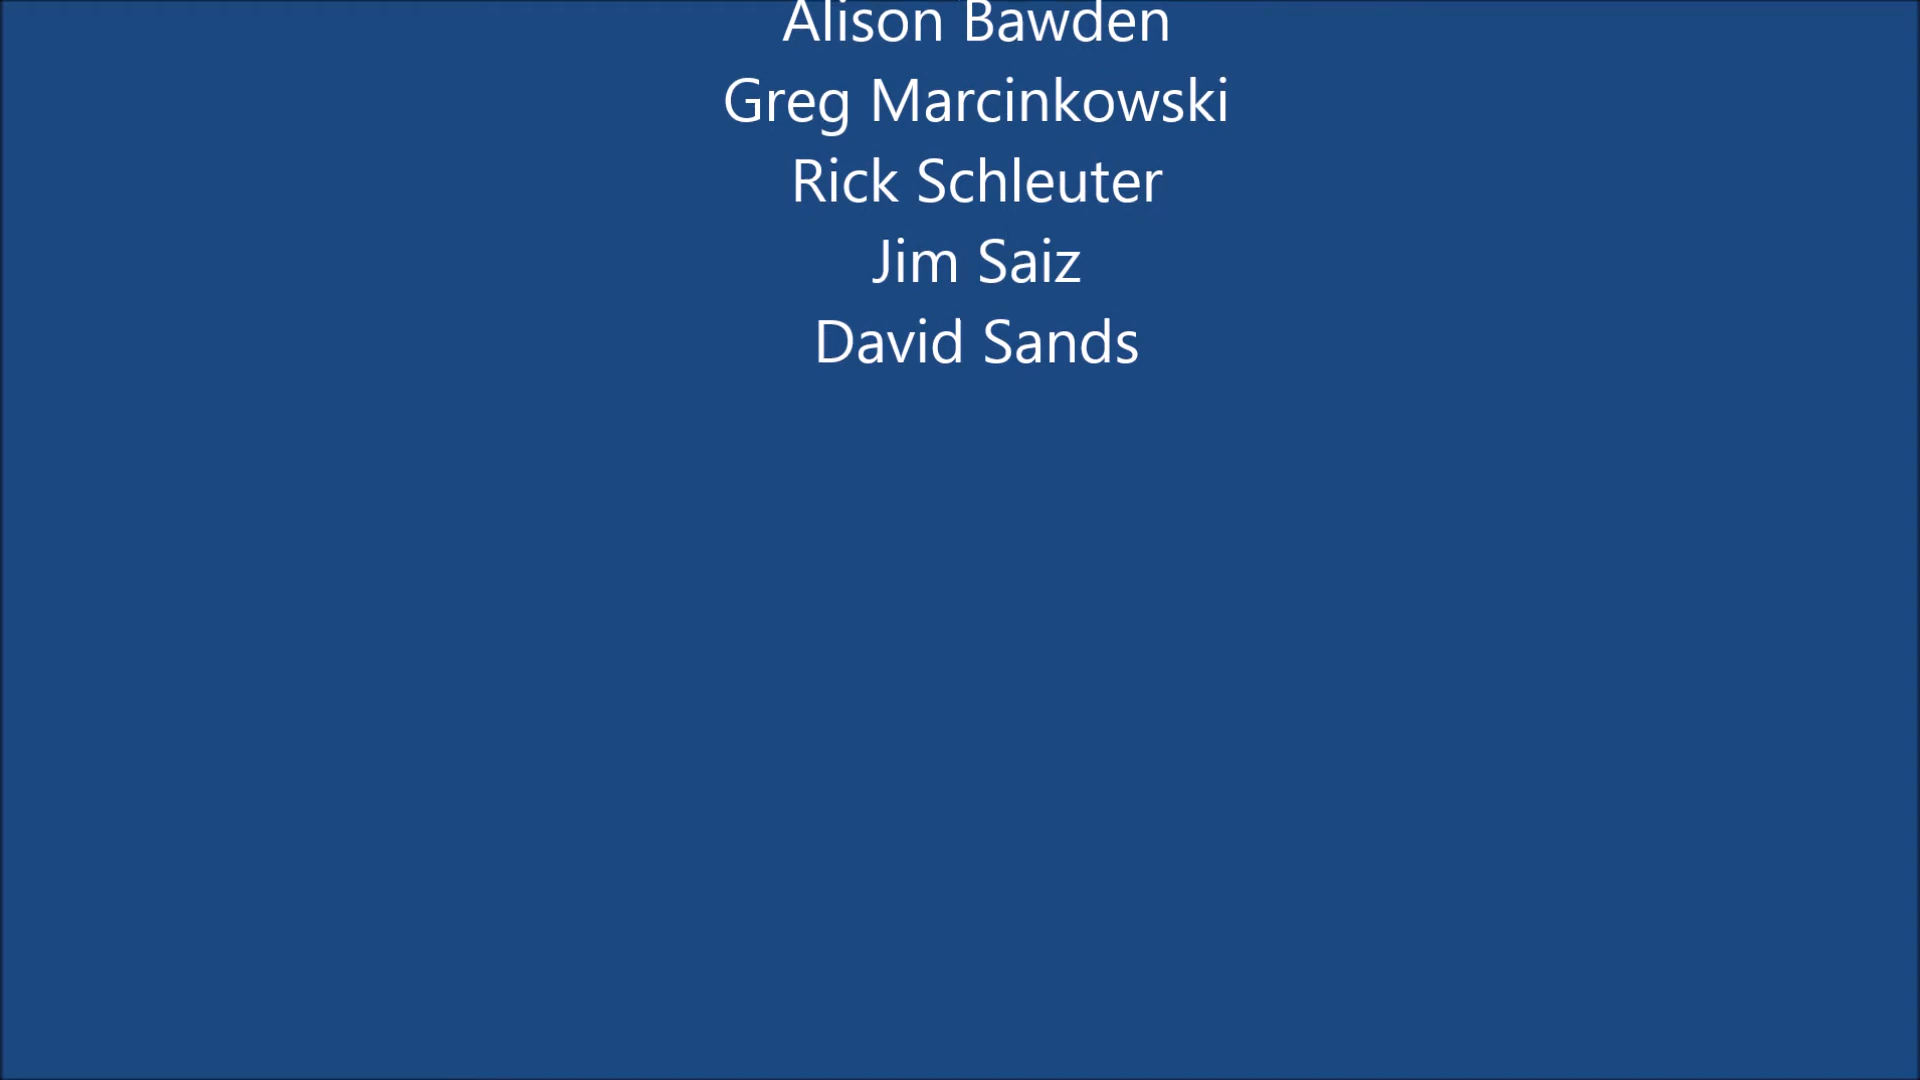 Alison Bawden
Greg Marcinkowski
Rick Schleuter
Jim Saiz
David Sands